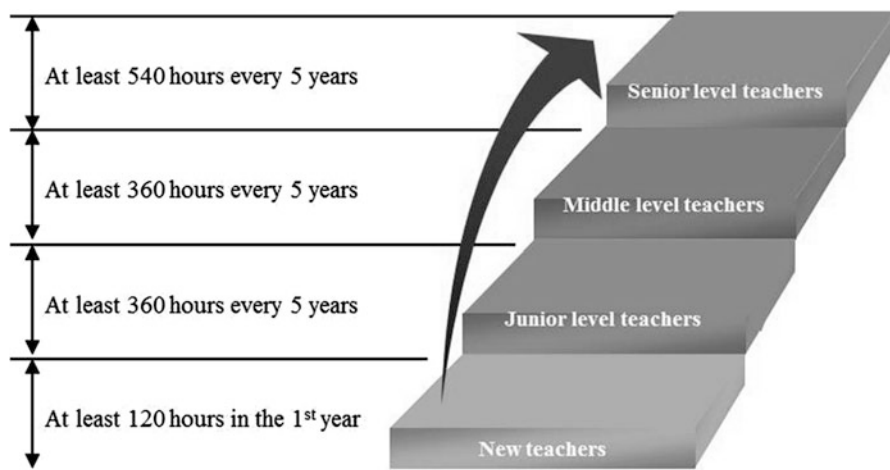 At least 540 hours every 5 years
Senior level teachers
At least 360 hours every 5 years
Middle level teachers
At least 360 hours every 5 years
Junior level teachers
At least 120 hours in the 1st year
New teachers